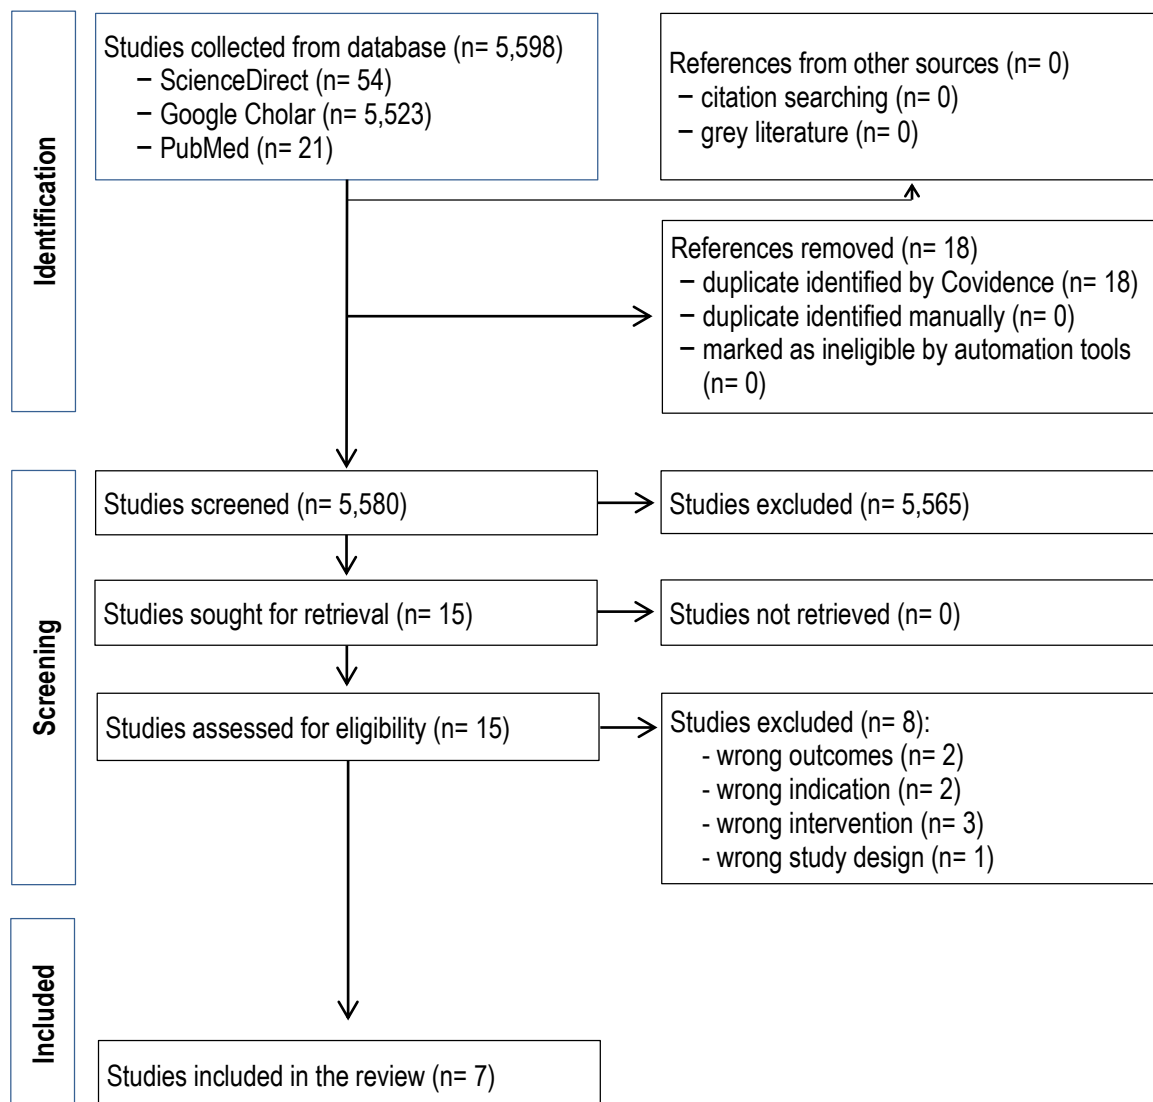 Identification
Studies collected from database (n= 5,598)
– ScienceDirect (n= 54)
– Google Cholar (n= 5,523)
– PubMed (n= 21)
References from other sources (n= 0)
– citation searching (n= 0)
– grey literature (n= 0)
References removed (n= 18)
– duplicate identified by Covidence (n= 18)
– duplicate identified manually (n= 0)
– marked as ineligible by automation tools
(n= 0)
Screening
Studies screened (n= 5,580)
Studies excluded (n= 5,565)
Studies sought for retrieval (n= 15)
Studies not retrieved (n= 0)
Studies assessed for eligibility (n= 15)
Studies excluded (n= 8):
- wrong outcomes (n= 2)
- wrong indication (n= 2)
- wrong intervention (n= 3)
- wrong study design (n= 1)
Included
Studies included in the review (n= 7)